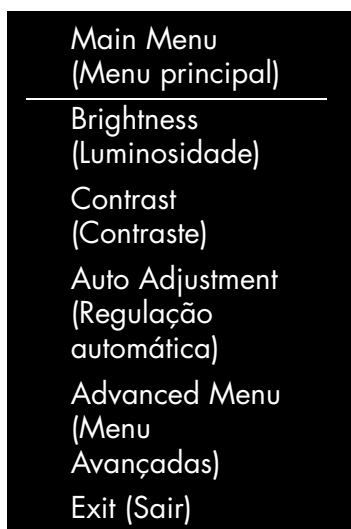 Main Menu
(Menu principal)
Brightness
(Luminosidade)
Contrast
(Contraste)
Auto Adjustment
(Regulação
automática)
Advanced Menu
(Menu
Avançadas)
Exit (Sair)